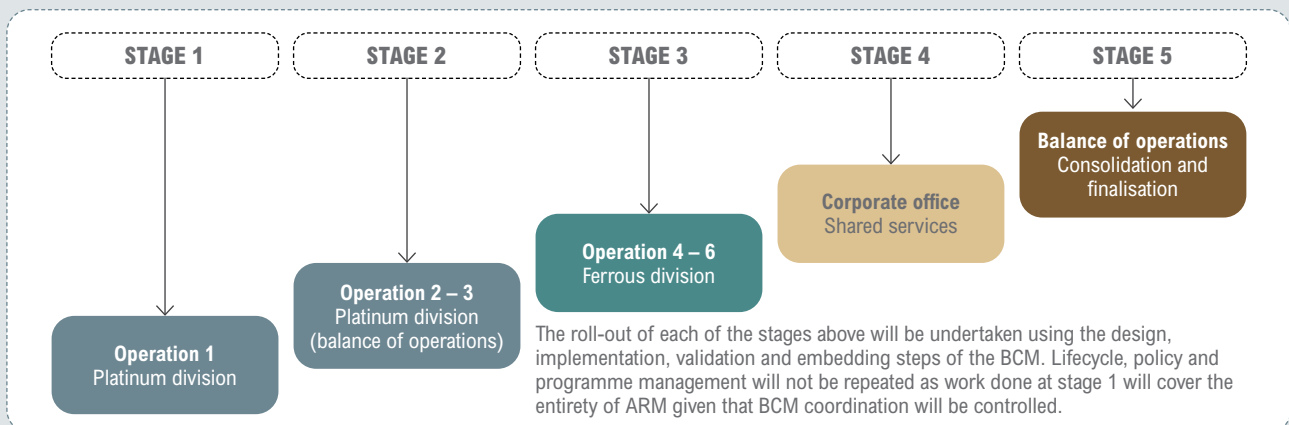 STAGE 1
STAGE 2
STAGE 3
STAGE 4
STAGE 5
Operation 1
Platinum division
Operation 2 – 3
Platinum division
(balance of operations)
Operation 4 – 6
Ferrous division
Corporate office
Shared services
Balance of operations
Consolidation and
finalisation
The roll-out of each of the stages above will be undertaken using the design,
implementation, validation and embedding steps of the BCM. Lifecycle, policy and
programme management will not be repeated as work done at stage 1 will cover the
entirety of ARM given that BCM coordination will be controlled.